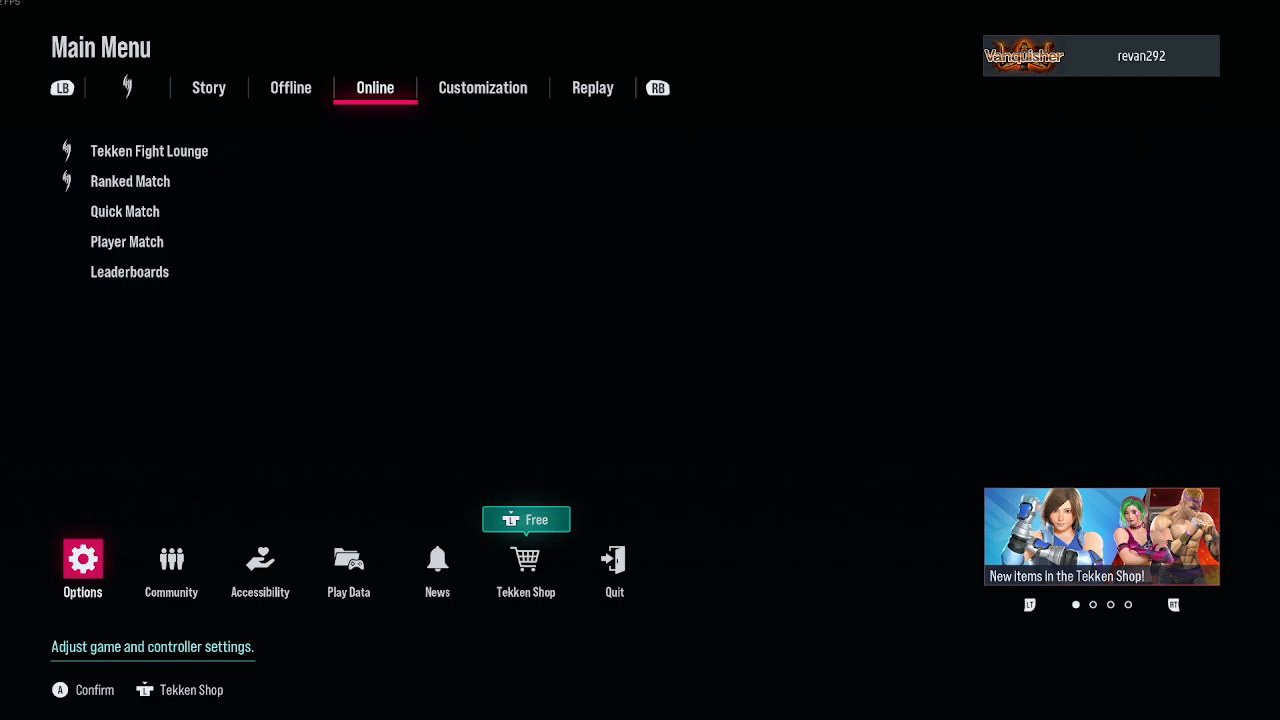 FPS
Main Menu
Vanquisher revan292
LB Story Offline Online Customization Replay RB
Tekken Fight Lounge
Ranked Match
Quick Match
Player Match
Leaderboards
L Free
New Items in the Tekken Shop!
Options Community Accessibility Play Data News Tekken Shop Quit
LT RT
Adjust game and controller settings.
A Confirm L Tekken Shop